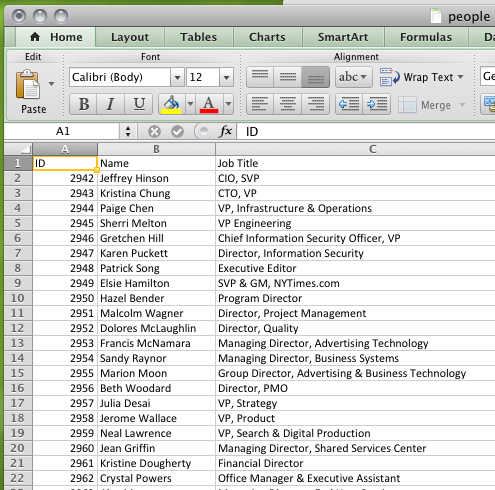 people
Home Layout Tables Charts SmartArt Formulas Da
Edit Font Alignment
Calibri (Body) 12 abc Wrap Text Ge
Paste B I U A Merge
A1 fx ID
A B C
1 ID Name Job Title
2 2942 Jeffrey Hinson CIO, SVP
3 2943 Kristina Chung CTO, VP
4 2944 Paige Chen VP, Infrastructure & Operations
5 2945 Sherri Melton VP Engineering
6 2946 Gretchen Hill Chief Information Security Officer, VP
7 2947 Karen Puckett Director, Information Security
8 2948 Patrick Song Executive Editor
9 2949 Elsie Hamilton SVP & GM, NYTimes.com
10 2950 Hazel Bender Program Director
11 2951 Malcolm Wagner Director, Project Management
12 2952 Dolores McLaughlin Director, Quality
13 2953 Francis McNamara Managing Director, Advertising Technology
14 2954 Sandy Raynor Managing Director, Business Systems
15 2955 Marion Moon Group Director, Advertising & Business Technology
16 2956 Beth Woodard Director, PMO
17 2957 Julia Desai VP, Strategy
18 2958 Jerome Wallace VP, Product
19 2959 Neal Lawrence VP, Search & Digital Production
20 2960 Jean Griffin Managing Director, Shared Services Center
21 2961 Kristine Dougherty Financial Director
22 2962 Crystal Powers Office Manager & Executive Assistant